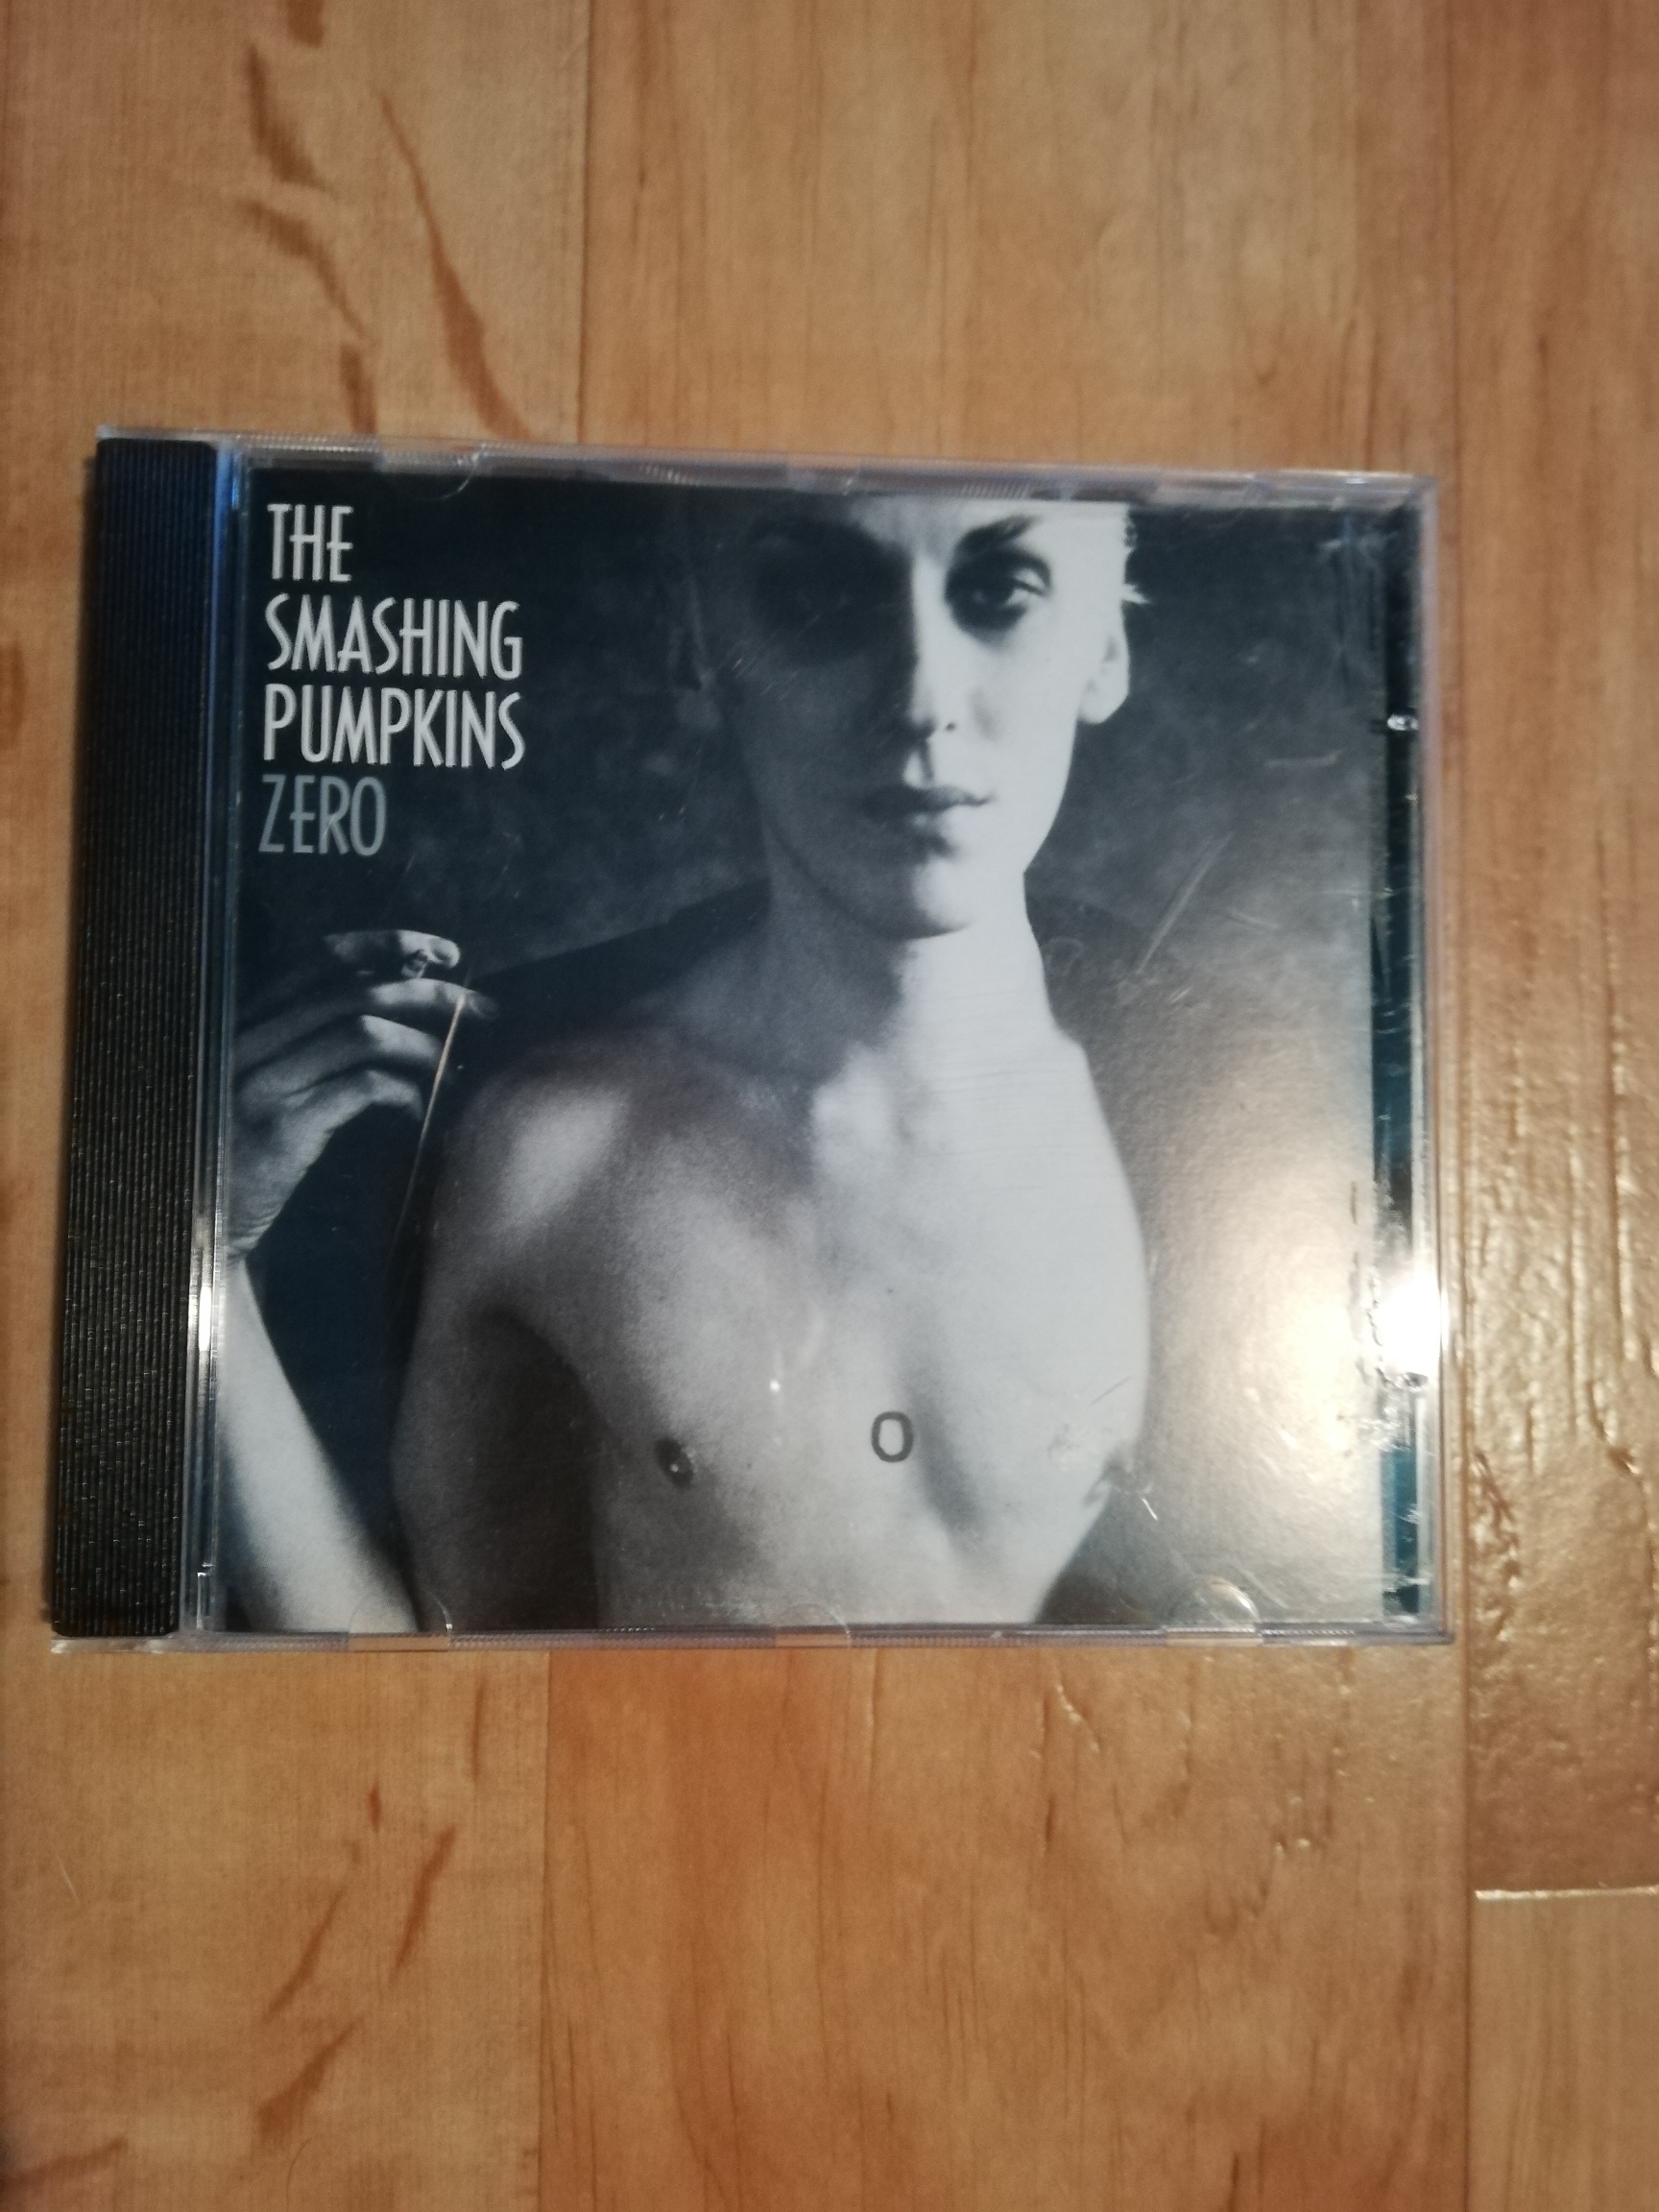 THE
SMASHING
PUMPKINS
ZERO
O